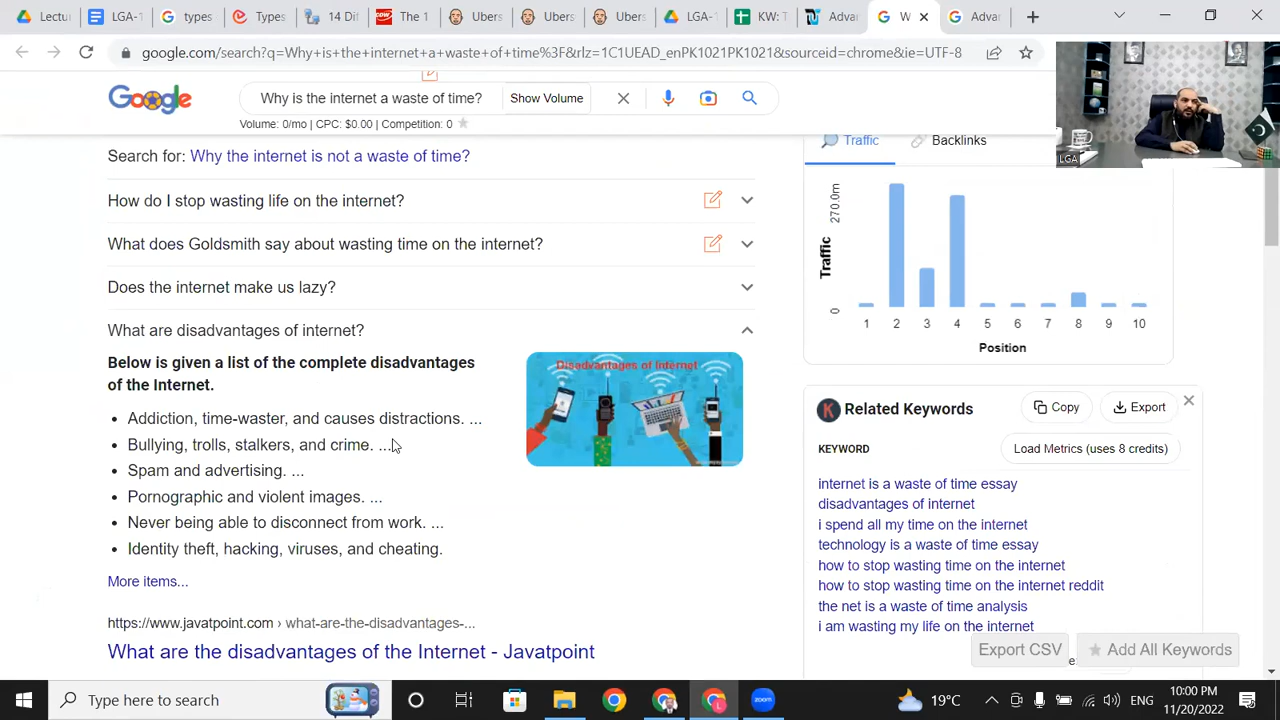 Lectu
LGA-1
types
Types
14 Dif
The 1
Ubers
Ubers
Ubers
LGA-1
KW: T
Advar
W
Advar
google.com/search?q=Why+is+the+internet+a+waste+of+time%3F&rlz=1C1UEAD_enPK1021PK1021&sourceid=chrome&ie=UTF-8
Google
Why is the internet a waste of time?
Show Volume
Volume: 0/mo | CPC: $0.00 | Competition: 0
LGA
Search for: Why the internet is not a waste of time?
How do I stop wasting life on the internet?
What does Goldsmith say about wasting time on the internet?
Does the internet make us lazy?
What are disadvantages of internet?
Below is given a list of the complete disadvantages
of the Internet.
• Addiction, time-waster, and causes distractions. ...
• Bullying, trolls, stalkers, and crime. ...
• Spam and advertising. ...
• Pornographic and violent images. ...
• Never being able to disconnect from work. ...
• Identity theft, hacking, viruses, and cheating.
More items...
Disadvantages of Internet
https://www.javatpoint.com › what-are-the-disadvantages-...
What are the disadvantages of the Internet - Javatpoint
Traffic
Backlinks
270.0m
Traffic
0
1 2 3 4 5 6 7 8 9 10
Position
K Related Keywords
Copy
Export
KEYWORD
Load Metrics (uses 8 credits)
internet is a waste of time essay
disadvantages of internet
i spend all my time on the internet
technology is a waste of time essay
how to stop wasting time on the internet
how to stop wasting time on the internet reddit
the net is a waste of time analysis
i am wasting my life on the internet
Export CSV
Add All Keywords
Type here to search
zoom
19°C
ENG
10:00 PM
11/20/2022